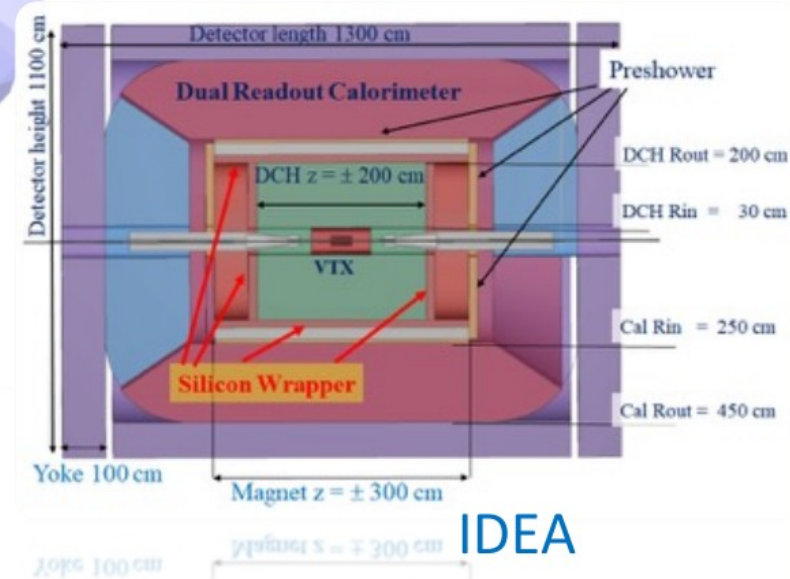 Detector length 1300 cm
Detector height 1100 cm
Preshower
Dual Readout Calorimeter
DCH Rout = 200 cm
DCH z = ± 200 cm
DCH Rin = 30 cm
VTX
Cal Rin = 250 cm
Silicon Wrapper
Cal Rout = 450 cm
Yoke 100 cm
Magnet z = ± 300 cm
IDEA